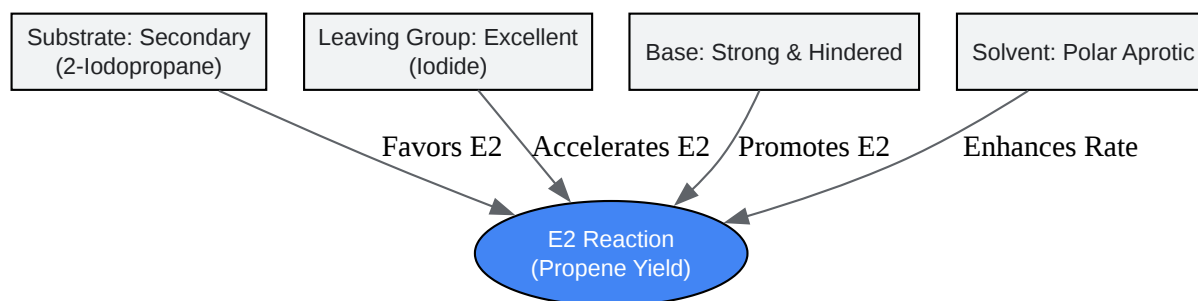 Substrate: Secondary
(2-Iodopropane)
Leaving Group: Excellent
(Iodide)
Base: Strong & Hindered
Solvent: Polar Aprotic
Favors E2
Accelerates E2
Promotes E2
Enhances Rate
E2 Reaction
(Propene Yield)